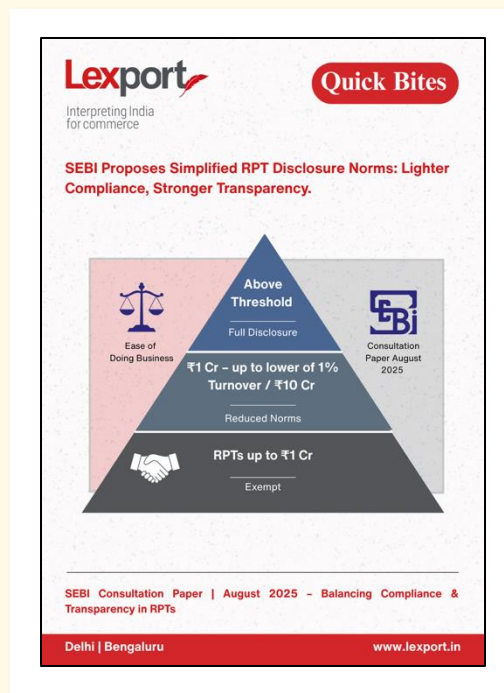 Lexport
Quick Bites
Interpreting India
for commerce
SEBI Proposes Simplified RPT Disclosure Norms: Lighter
Compliance, Stronger Transparency.
Above
Threshold
Full Disclosure
Ease of
Doing Business
SEBI
Consultation
Paper August
2025
₹1 Cr – up to lower of 1%
Turnover / ₹10 Cr
Reduced Norms
RPTs up to ₹1 Cr
Exempt
SEBI Consultation Paper | August 2025 – Balancing Compliance &
Transparency in RPTs
Delhi | Bengaluru
www.lexport.in